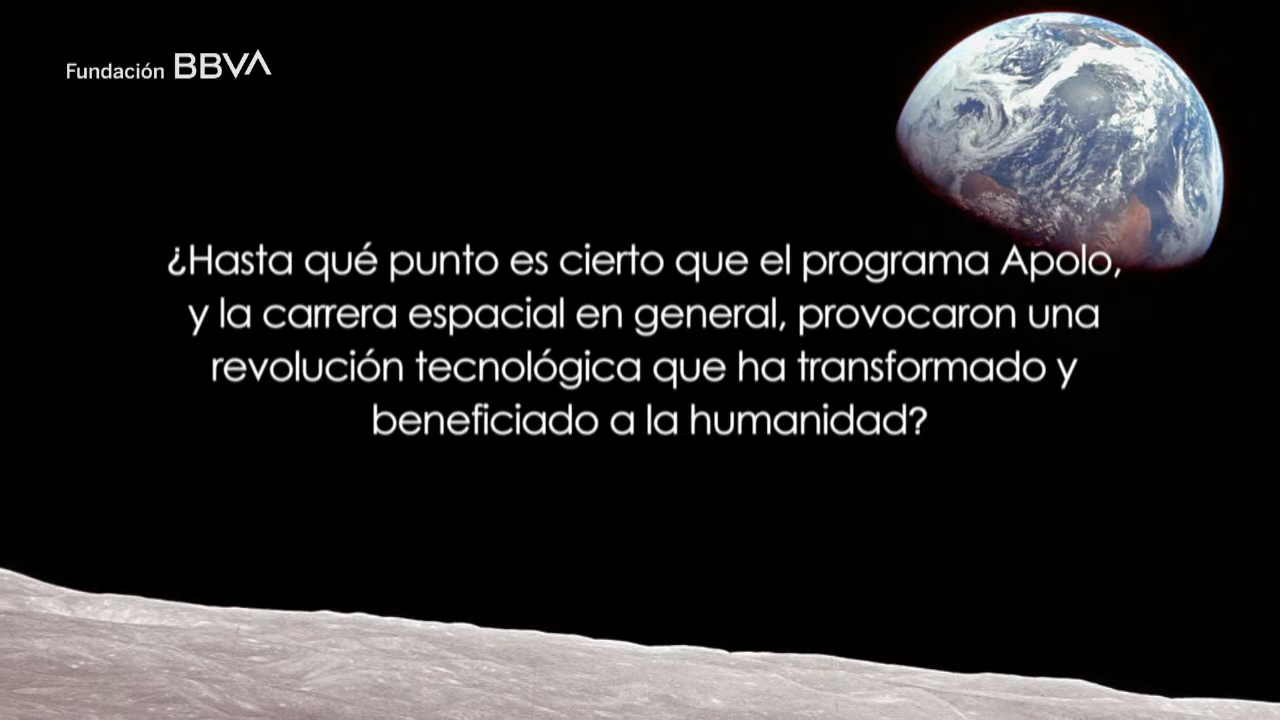 Fundación BBVA
¿Hasta qué punto es cierto que el programa Apolo,
y la carrera espacial en general, provocaron una
revolución tecnológica que ha transformado y
beneficiado a la humanidad?